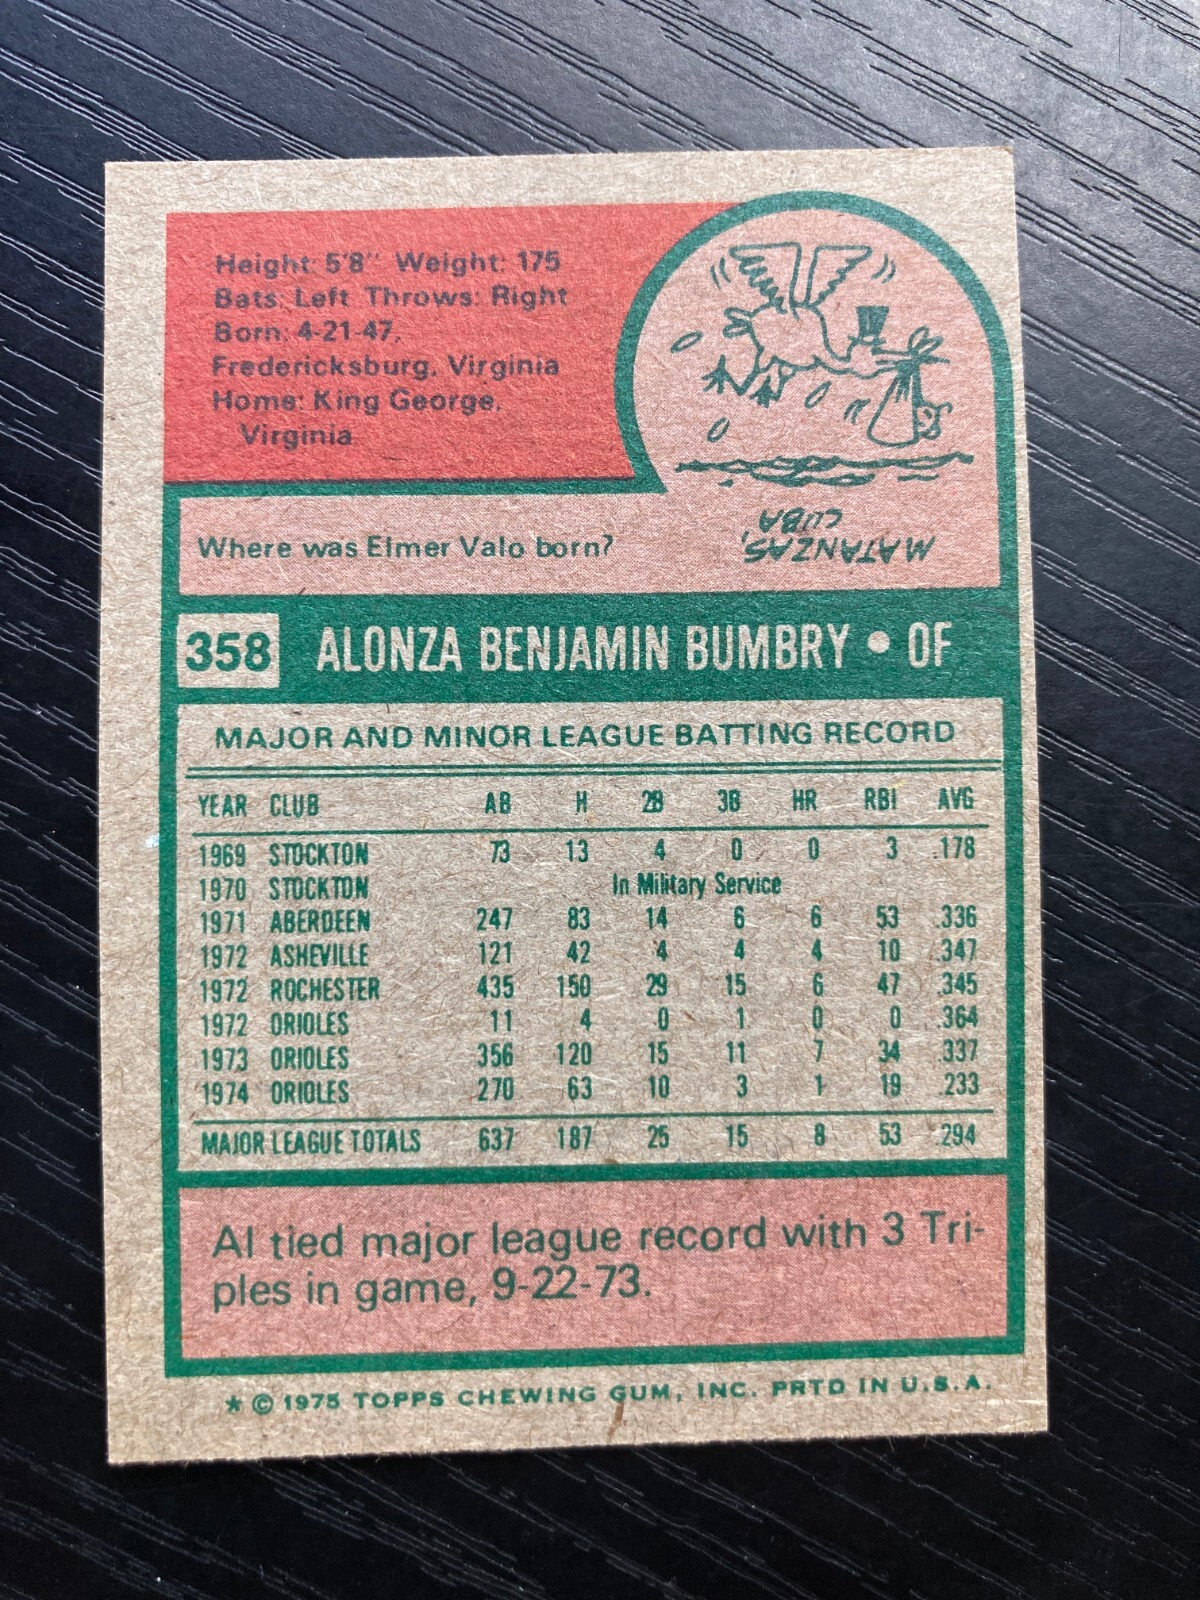 Height: 5'8" Weight: 175
Bats: Left Throws: Right
Born: 4-21-47,
Fredericksburg, Virginia
Home: King George,
Virginia
Where was Elmer Valo born?
MATANZAS,
CUBA
358 ALONZA BENJAMIN BUMBRY • OF
MAJOR AND MINOR LEAGUE BATTING RECORD
YEAR CLUB AB H 2B 3B HR RBI AVG
1969 STOCKTON 73 13 4 0 0 3 .178
1970 STOCKTON In Military Service
1971 ABERDEEN 247 83 14 6 6 53 .336
1972 ASHEVILLE 121 42 4 4 4 10 .347
1972 ROCHESTER 435 150 29 15 6 47 .345
1972 ORIOLES 11 4 0 1 0 0 .364
1973 ORIOLES 356 120 15 11 7 34 .337
1974 ORIOLES 270 63 10 3 1 19 .233
MAJOR LEAGUE TOTALS 637 187 25 15 8 53 .294
Al tied major league record with 3 Tri-
ples in game, 9-22-73.
* © 1975 TOPPS CHEWING GUM, INC. PRTD IN U.S.A.